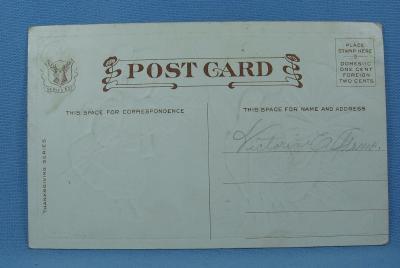 POST CARD
PLACE
STAMP HERE
DOMESTIC
ONE CENT
FOREIGN
TWO CENTS
THIS SPACE FOR CORRESPONDENCE
THIS SPACE FOR NAME AND ADDRESS
Victoria
THANKSGIVING SERIES